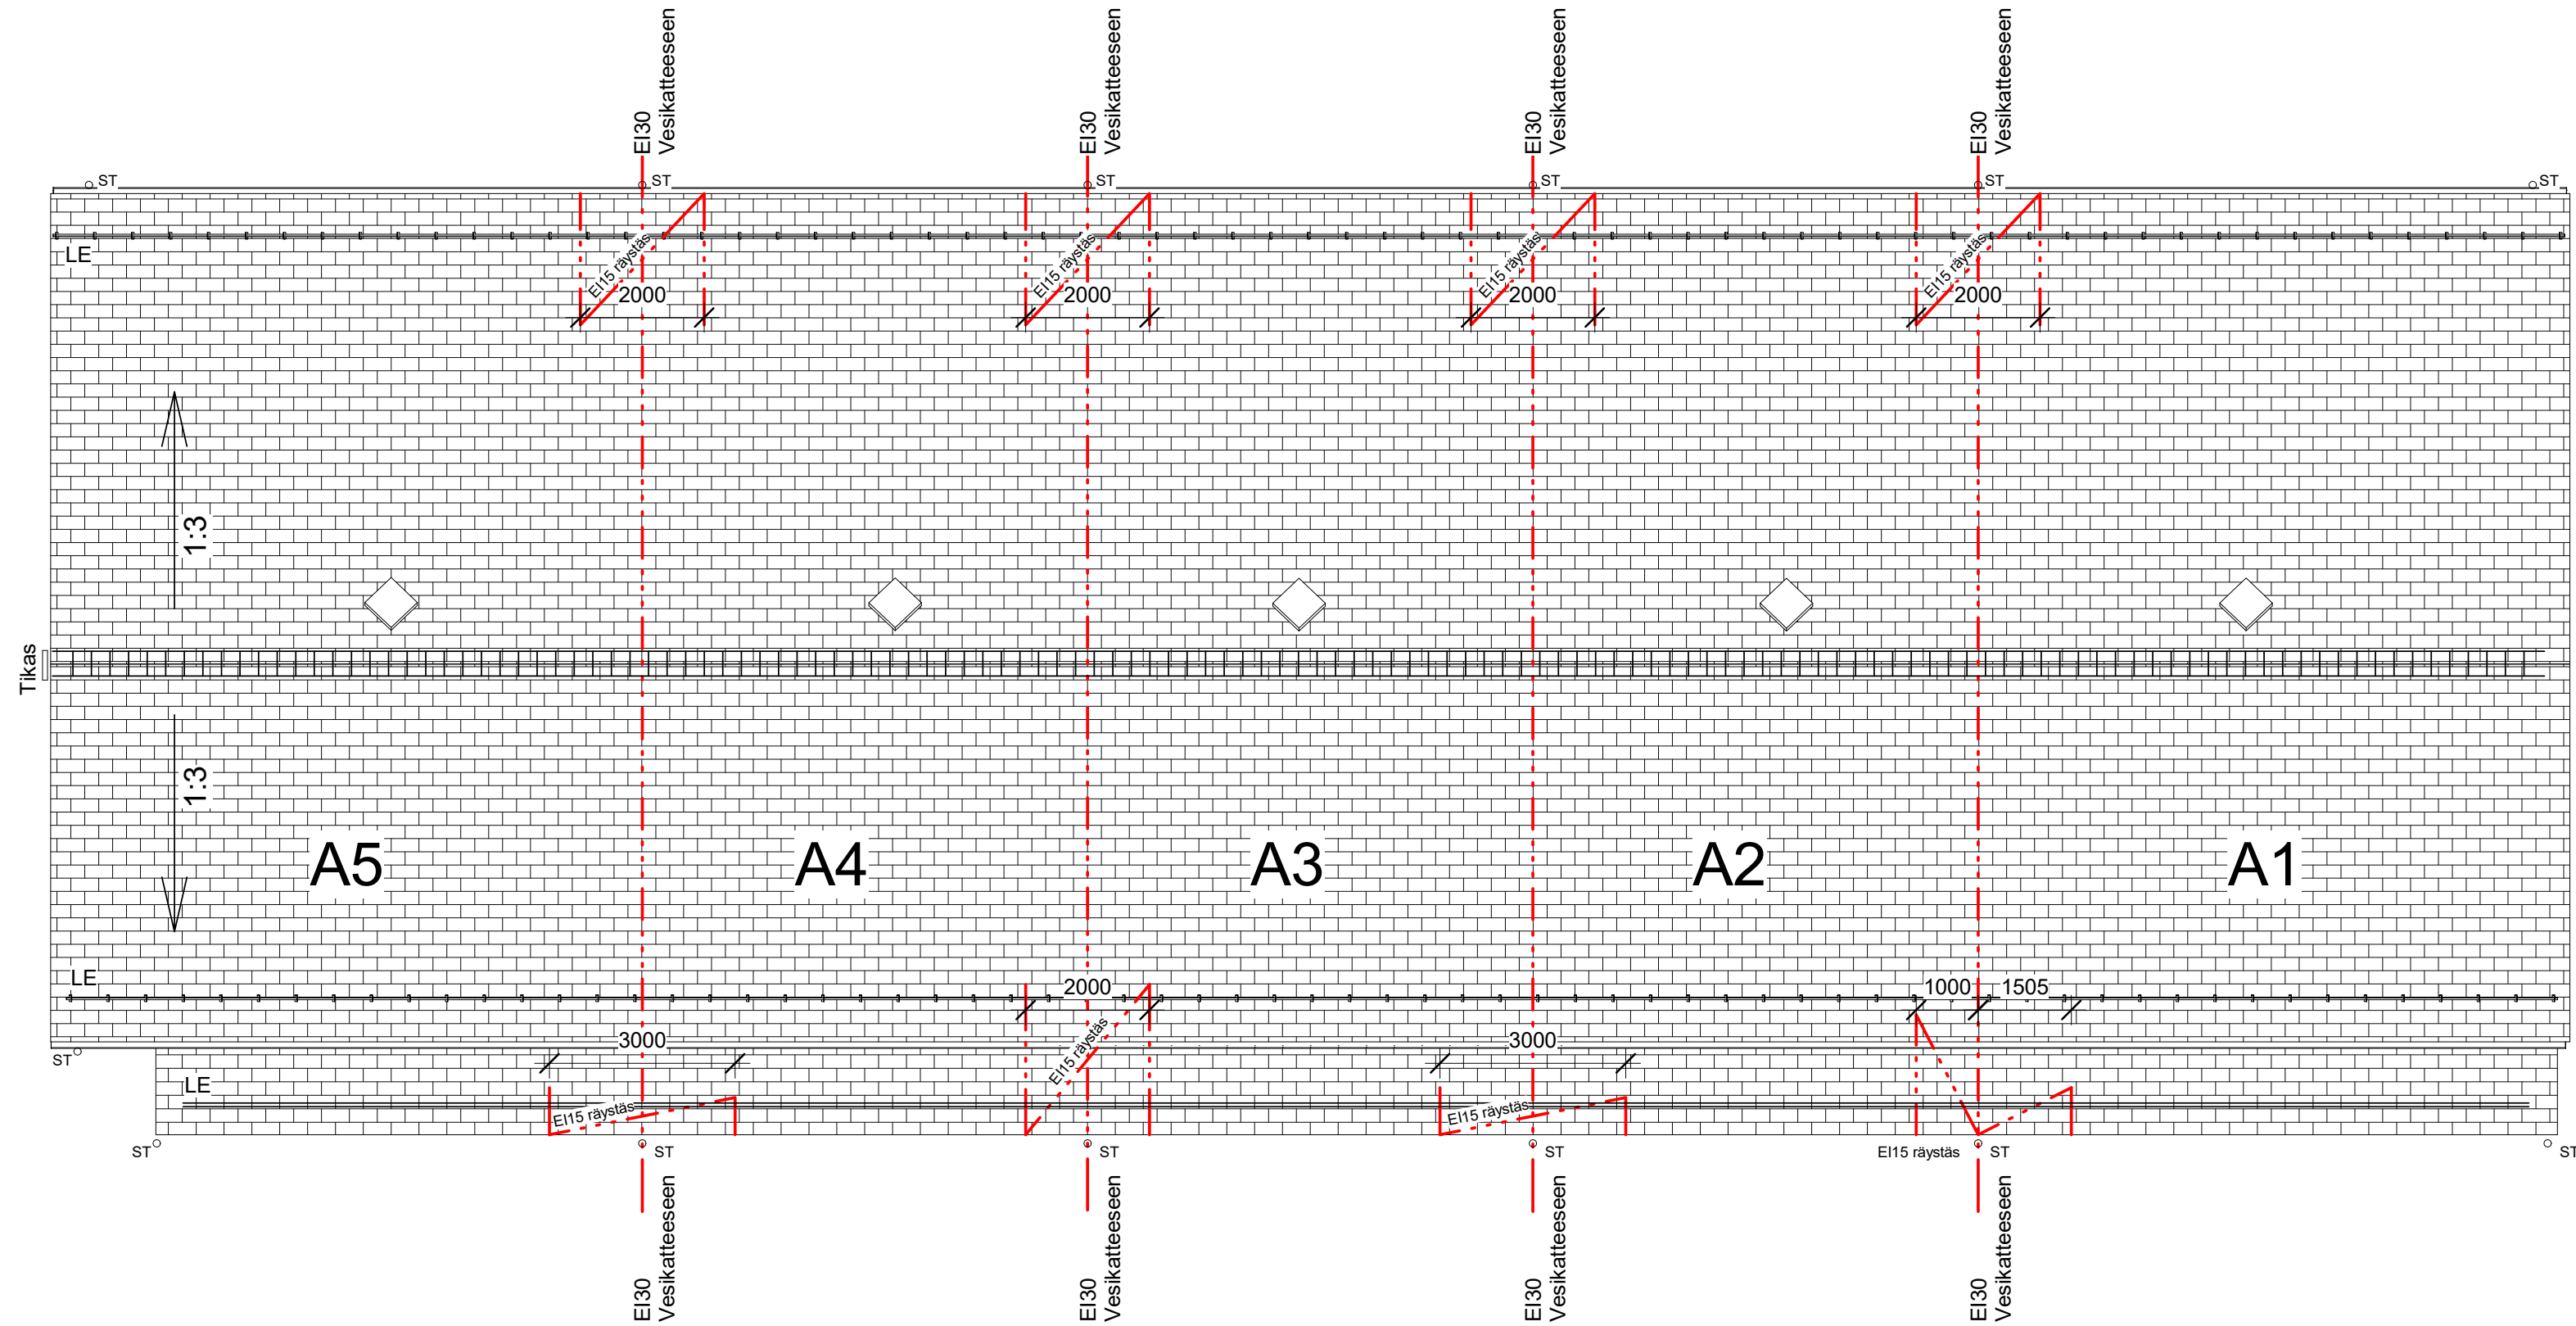 EI30
Vesikatteeseen
EI30
Vesikatteeseen
EI30
Vesikatteeseen
EI30
Vesikatteeseen
ST
ST
ST
ST
ST
ST
LE
EI15 räystäs
2000
EI15 räystäs
2000
EI15 räystäs
2000
EI15 räystäs
2000
1:3
Tikas
1:3
A5
A4
A3
A2
A1
LE
2000
1000
1505
3000
3000
ST
EI15 räystäs
LE
EI15 räystäs
EI15 räystäs
ST
ST
ST
ST
EI15 räystäs
ST
ST
EI30
Vesikatteeseen
EI30
Vesikatteeseen
EI30
Vesikatteeseen
EI30
Vesikatteeseen